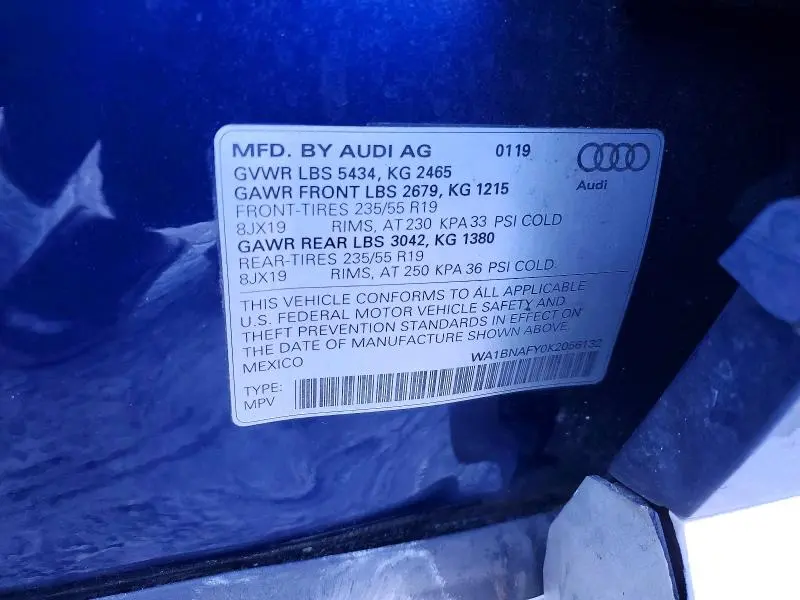 MFD. BY AUDI AG 0119
GVWR LBS 5434, KG 2465
GAWR FRONT LBS 2679, KG 1215
FRONT-TIRES 235/55 R19
8JX19 RIMS, AT 230 KPA 33 PSI COLD
GAWR REAR LBS 3042, KG 1380
REAR-TIRES 235/55 R19
8JX19 RIMS, AT 250 KPA 36 PSI COLD
Audi
THIS VEHICLE CONFORMS TO ALL APPLICABLE
U.S. FEDERAL MOTOR VEHICLE SAFETY AND
THEFT PREVENTION STANDARDS IN EFFECT ON
THE DATE OF MANUFACTURE SHOWN ABOVE.
MEXICO WA1BNAFY0K2056132
TYPE:
MPV